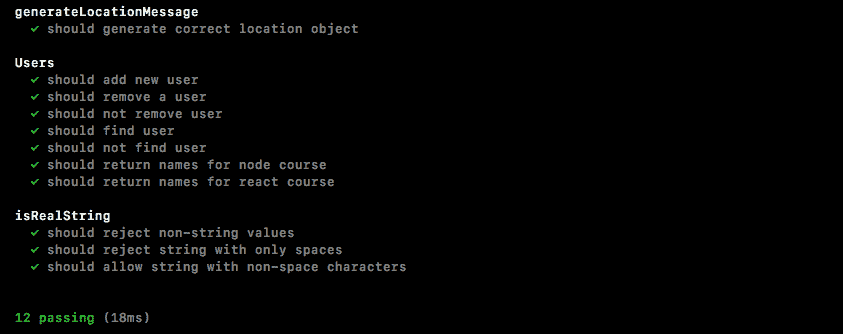 generateLocationMessage
✓ should generate correct location object
Users
✓ should add new user
✓ should remove a user
✓ should not remove user
✓ should find user
✓ should not find user
✓ should return names for node course
✓ should return names for react course
isRealString
✓ should reject non-string values
✓ should reject string with only spaces
✓ should allow string with non-space characters
12 passing (18ms)